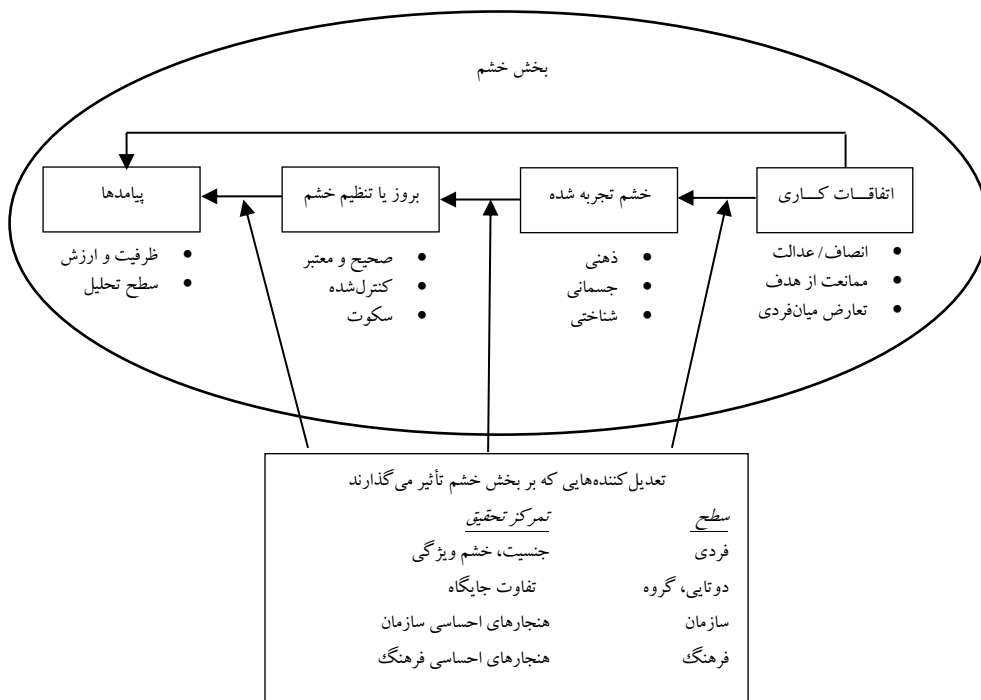 بخش خشم
اتفاقــات کــاری
انصاف/ عدالت
ممانعت از هدف
تعارض میان‌فردی
خشم تجربه شده
ذهنی
جسمانی
شناختی
بروز یا تنظیم خشم
صحیح و معتبر
کنترل‌شده
سکوت
پیامدها
ظرفیت و ارزش
سطح تحلیل
تعدیل‌کننده‌هایی که بر بخش خشم تأثیر می‌گذارند
سطح تمرکز تحقیق
فردی جنسیت، خشم ویژگی
دوتایی، گروه تفاوت جایگاه
سازمان هنجارهای احساسی سازمان
فرهنگ هنجارهای احساسی فرهنگ